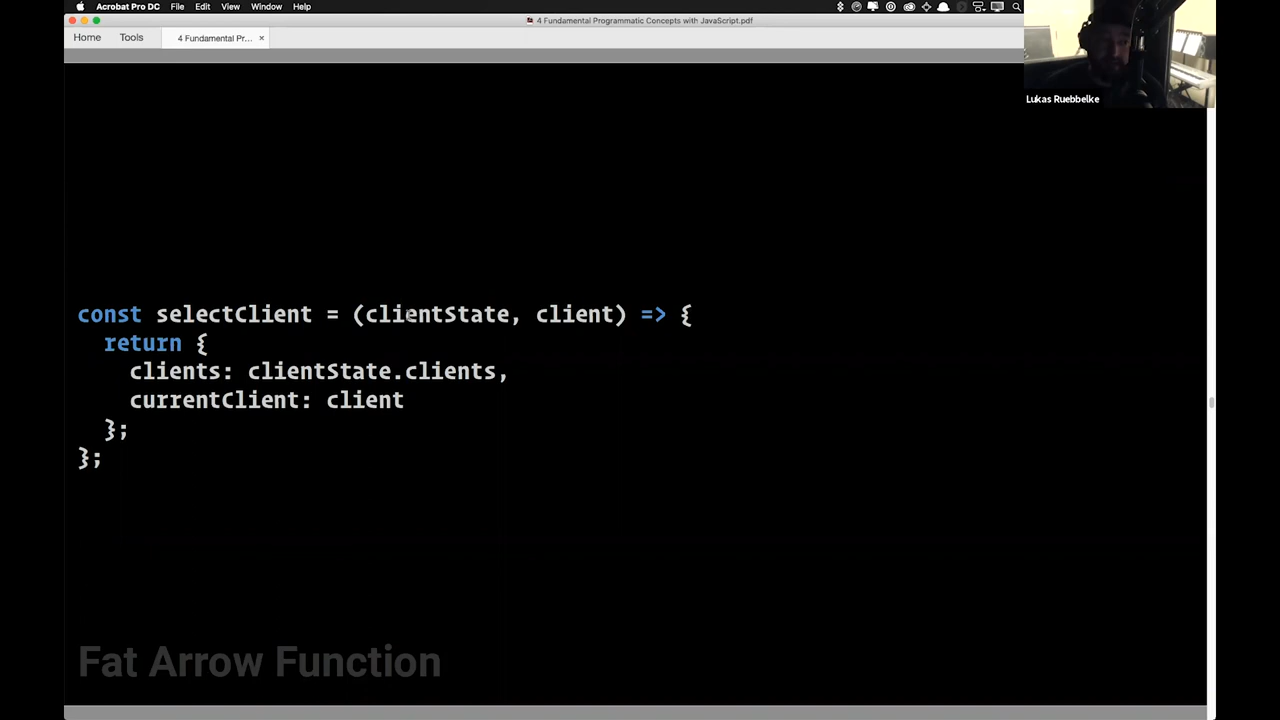 Acrobat Pro DC File Edit View Window Help
4 Fundamental Programmatic Concepts with JavaScript.pdf
Home Tools 4 Fundamental Pr... ×
Lukas Ruebbelke
const selectClient = (clientState, client) => {
return {
clients: clientState.clients,
currentClient: client
};
};
Fat Arrow Function